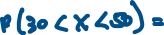 P(30 < X < 50) =